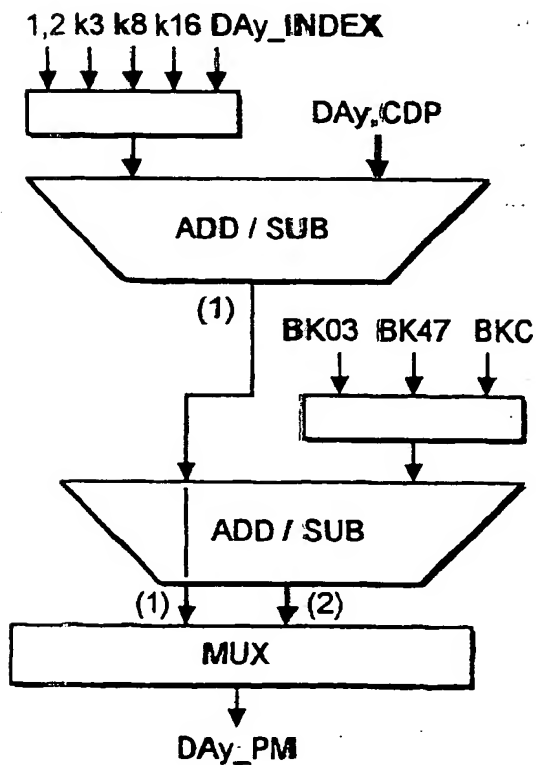 1,2 k3 k8 k16 DAy_INDEX
DAy, CDP
ADD / SUB
(1)
BK03 BK47 BKC
ADD / SUB
(1) (2)
MUX
DAy_PM